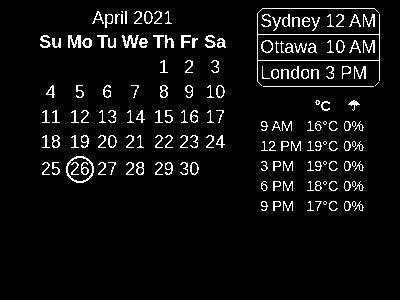 April 2021
Su Mo Tu We Th Fr Sa
1 2 3
4 5 6 7 8 9 10
11 12 13 14 15 16 17
18 19 20 21 22 23 24
25 26 27 28 29 30
Sydney 12 AM
Ottawa 10 AM
London 3 PM
°C ☂
9 AM 16°C 0%
12 PM 19°C 0%
3 PM 19°C 0%
6 PM 18°C 0%
9 PM 17°C 0%